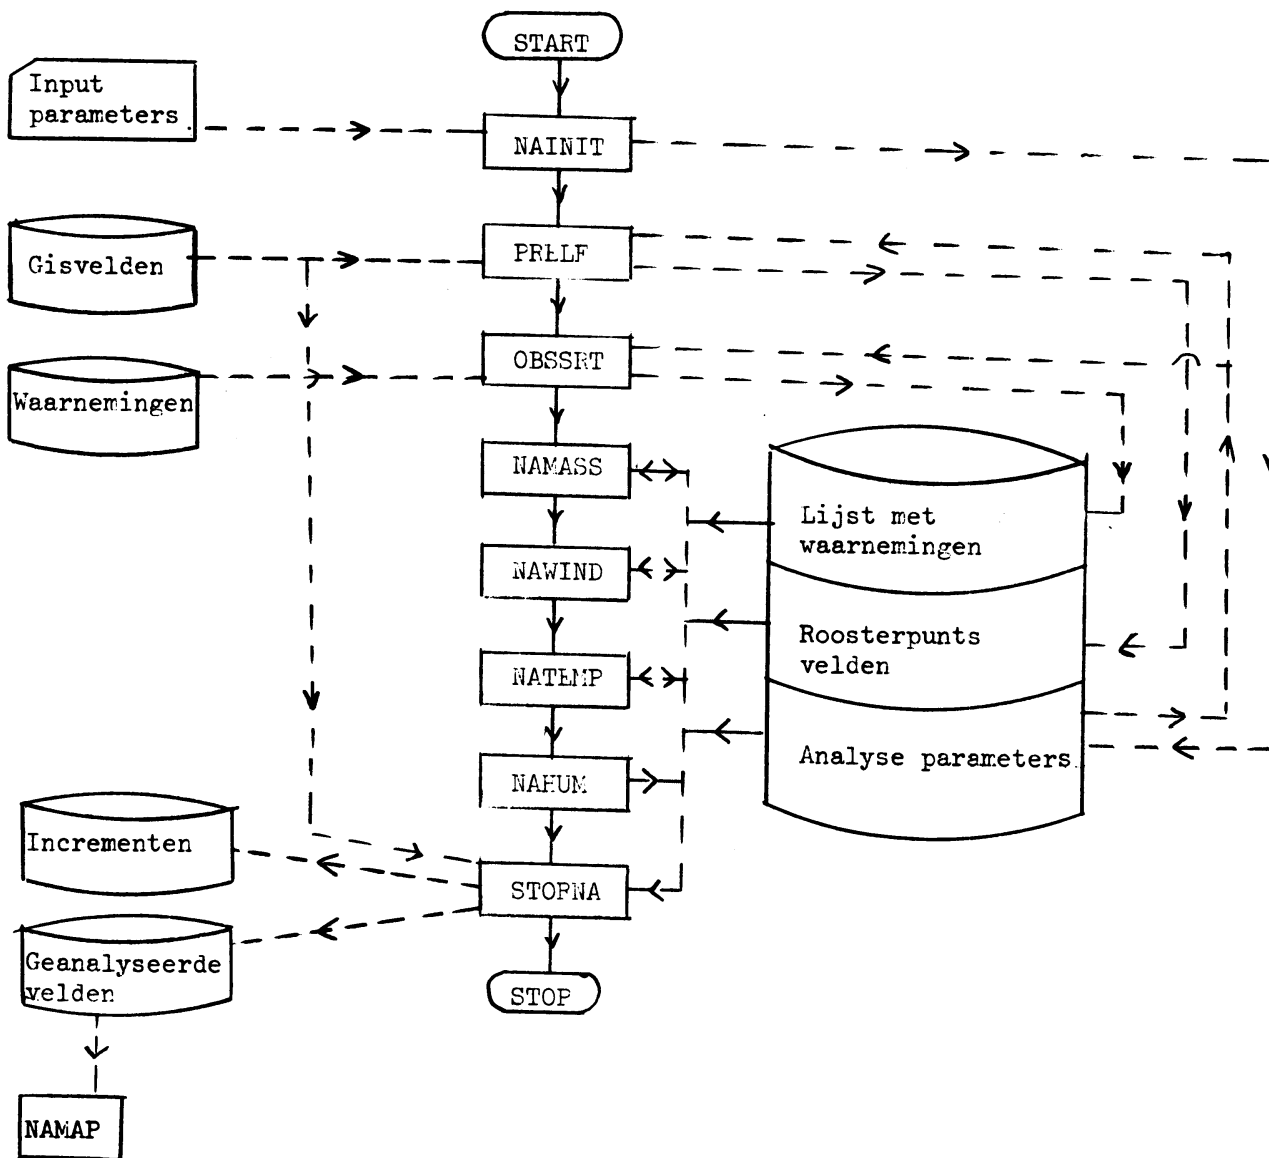 START
Input
parameters
NAINIT
Gisvelden
PRELF
OBSSRT
Waarnemingen
NAMASS
Lijst met
waarnemingen
NAWIND
Roosterpunts
velden
NATEMP
Analyse parameters
NAHUM
Incrementen
STOPNA
Geanalyseerde
velden
STOP
NAMAP